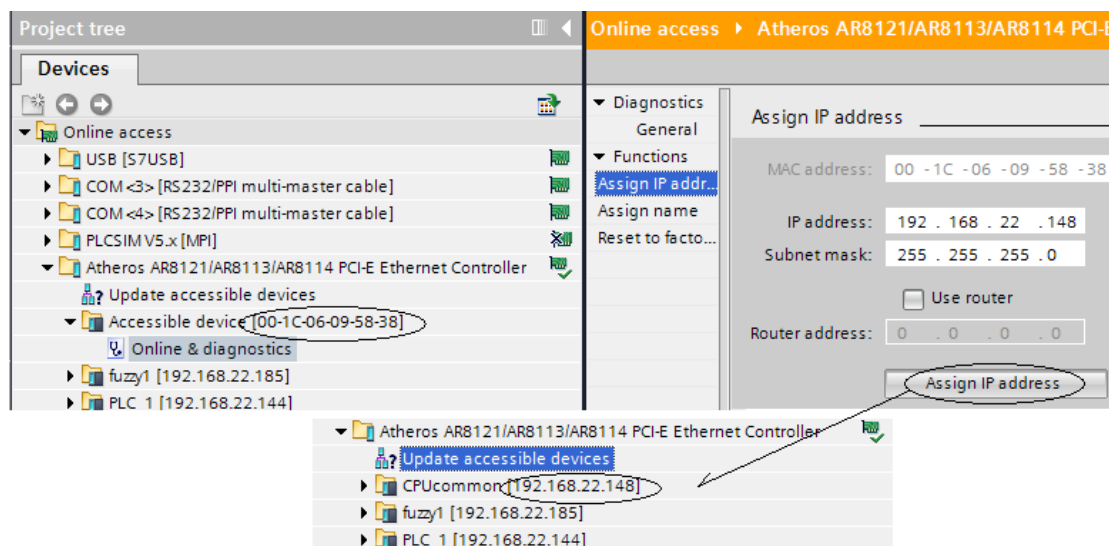 Project tree
Devices
Online access
USB [S7USB]
COM <3> [RS232/PPI multi-master cable]
COM <4> [RS232/PPI multi-master cable]
PLCSIM V5.x [MPI]
Atheros AR8121/AR8113/AR8114 PCI-E Ethernet Controller
Update accessible devices
Accessible device [00-1C-06-09-58-38]
Online & diagnostics
fuzzy1 [192.168.22.185]
PLC_1 [192.168.22.144]
Online access Atheros AR8121/AR8113/AR8114 PCI-E
Diagnostics
General
Functions
Assign IP addr...
Assign name
Reset to facto...
Assign IP address
MAC address: 00 - 1C - 06 - 09 - 58 - 38
IP address: 192 . 168 . 22 . 148
Subnet mask: 255 . 255 . 255 . 0
Use router
Router address: 0 . 0 . 0 . 0
Assign IP address
Atheros AR8121/AR8113/AR8114 PCI-E Ethernet Controller
Update accessible devices
CPUcommon [192.168.22.148]
fuzzy1 [192.168.22.185]
PLC_1 [192.168.22.144]